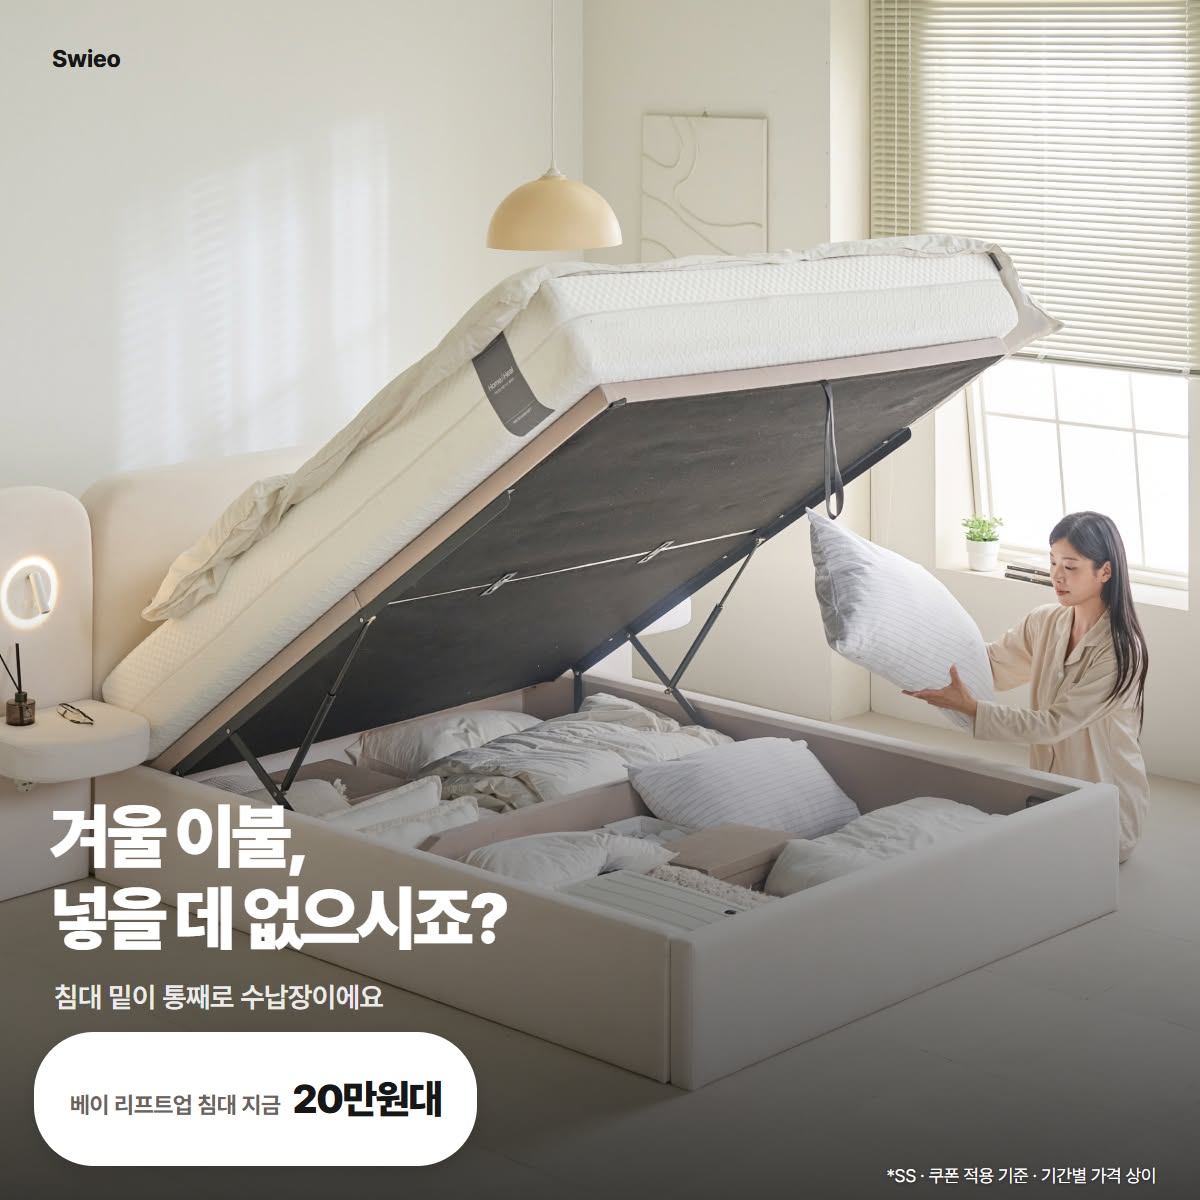 Swieo
Home&Heal
겨울 이불,
넣을 데 없으시죠?
침대 밑이 통째로 수납장이에요
베이 리프트업 침대 지금 20만원대
*SS · 쿠폰 적용 기준 · 기간별 가격 상이